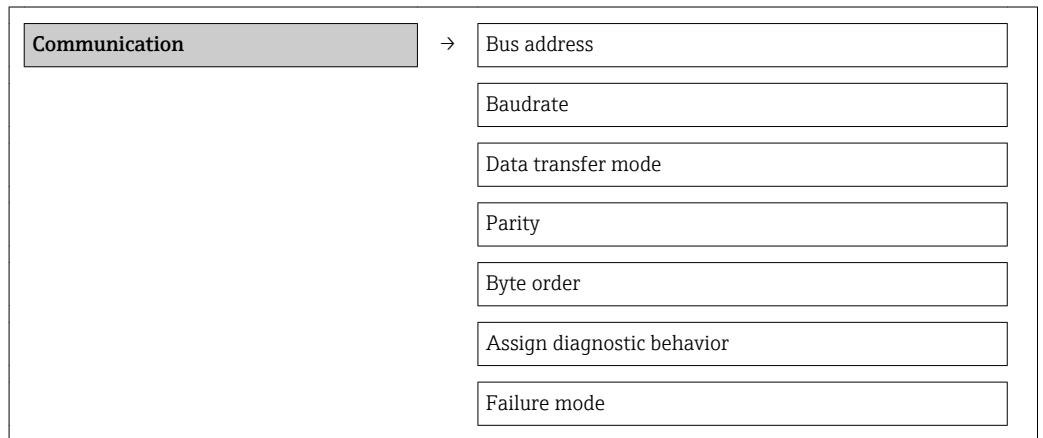 Communication → Bus address
Baudrate
Data transfer mode
Parity
Byte order
Assign diagnostic behavior
Failure mode